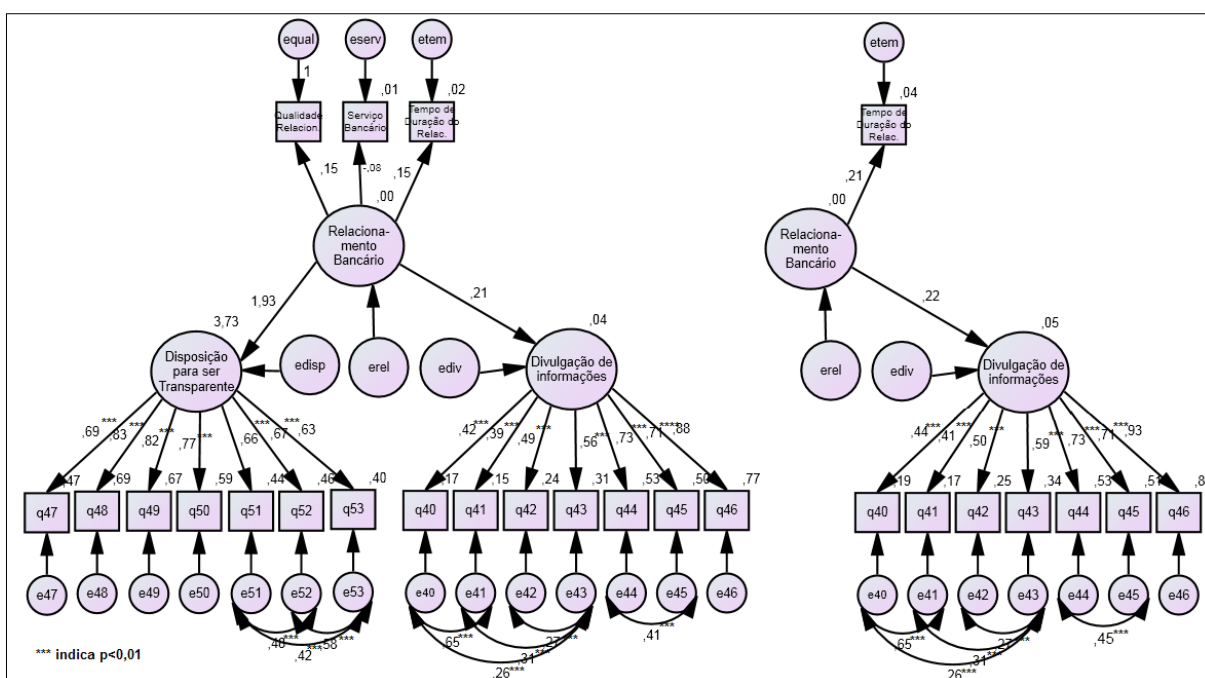 equal
eserv
etem
1
,01
,02
Qualidade
Relacion.
Serviço
Bancário
Tempo de
Duração do
Relac.
,15
-,08
,15
,00
Relaciona-
mento
Bancário
1,93
,21
3,73
,04
Disposição
para ser
Transparente
edisp
erel
ediv
Divulgação de
informações
,69***
,83***
,82***
,77***
,66***
,67***
,63
,42***
,39***
,49***
,56***
,73***
,71****
,88
,47
,69
,67
,59
,44
,46
,40
,17
,15
,24
,31
,53
,50
,77
q47
q48
q49
q50
q51
q52
q53
q40
q41
q42
q43
q44
q45
q46
e47
e48
e49
e50
e51
e52
e53
e40
e41
e42
e43
e44
e45
e46
,48***
,58***
,42***
,65***
,27***
,31***
,26***
,41***
*** indica p<0,01
etem
,04
Tempo de
Duração do
Relac.
,21
,00
Relaciona-
mento
Bancário
,22
,05
erel
ediv
Divulgação de
informações
,44***
,41***
,50***
,59***
,73***
,71***
,93
,19
,17
,25
,34
,53
,51
,8
q40
q41
q42
q43
q44
q45
q46
e40
e41
e42
e43
e44
e45
e46
,65***
,27***
,31***
,26***
,45***